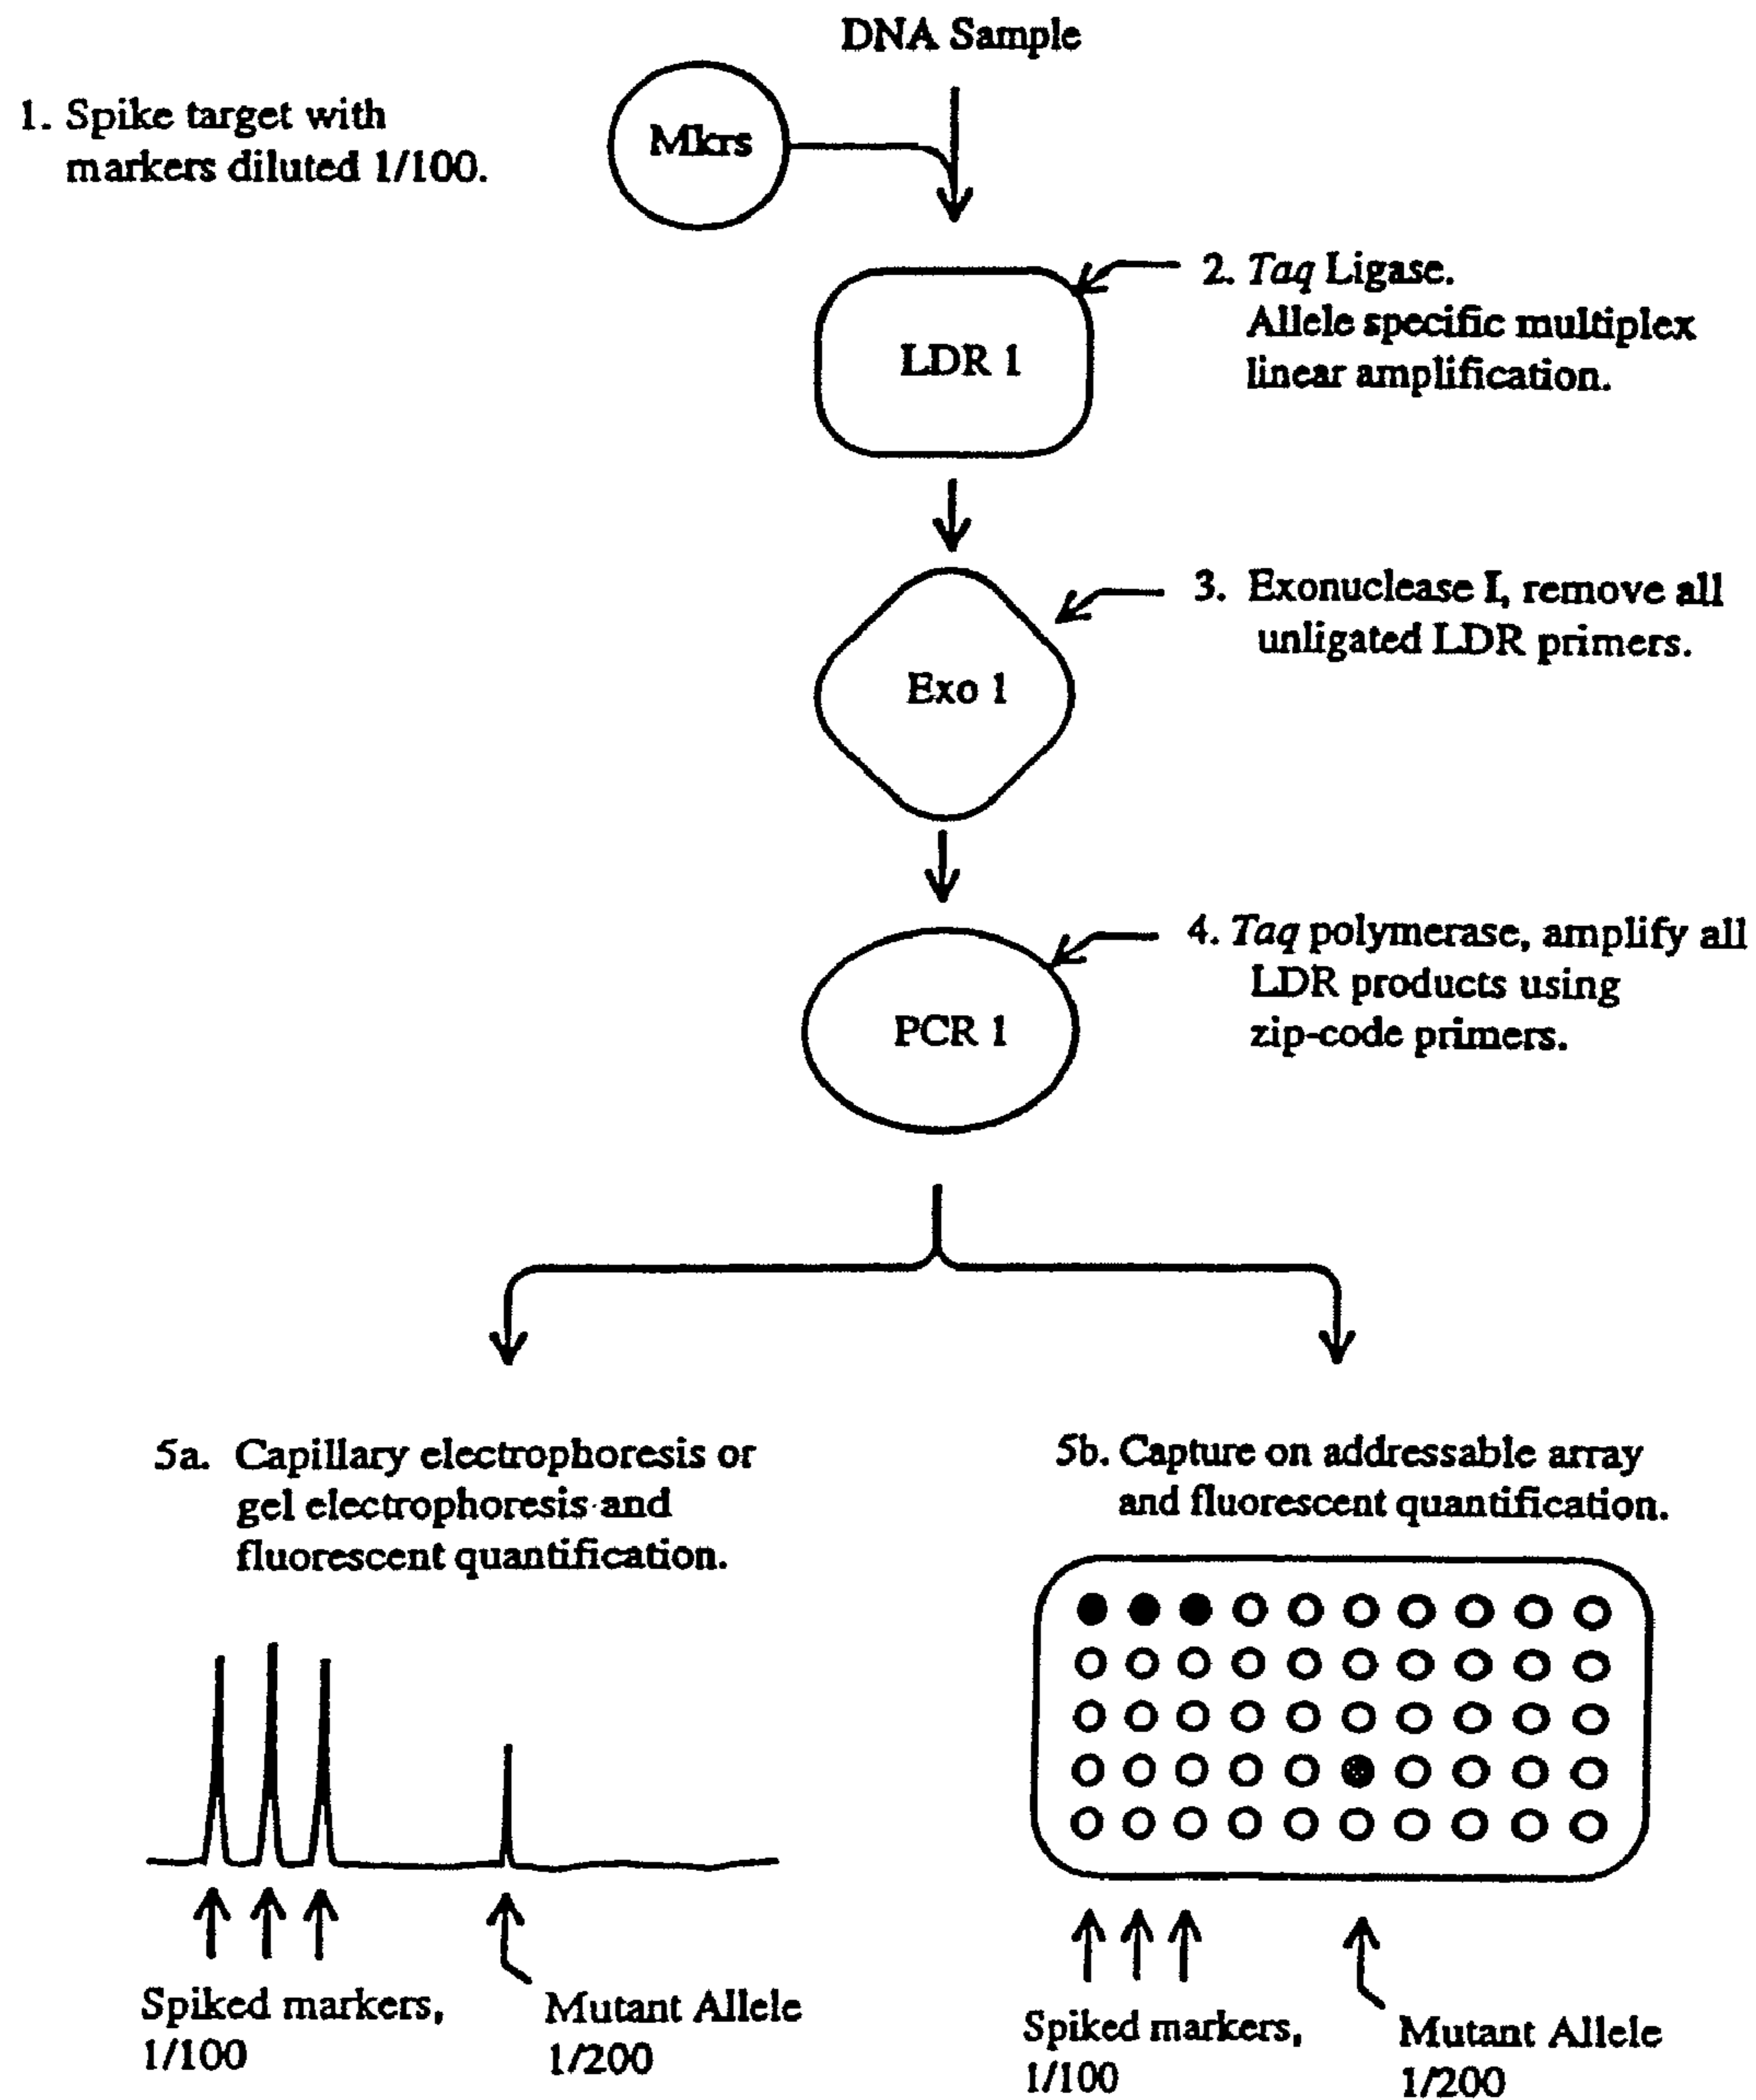 DNA Sample
1. Spike target with
markers diluted 1/100.
Mkrs
2. Taq Ligase.
Allele specific multiplex
linear amplification.
LDR 1
3. Exonuclease I, remove all
unligated LDR primers.
Exo 1
4. Taq polymerase, amplify all
LDR products using
zip-code primers.
PCR 1
5a. Capillary electrophoresis or
gel electrophoresis and
fluorescent quantification.
5b. Capture on addressable array
and fluorescent quantification.
Spiked markers,
1/100
Mutant Allele
1/200
Spiked markers,
1/100
Mutant Allele
1/200